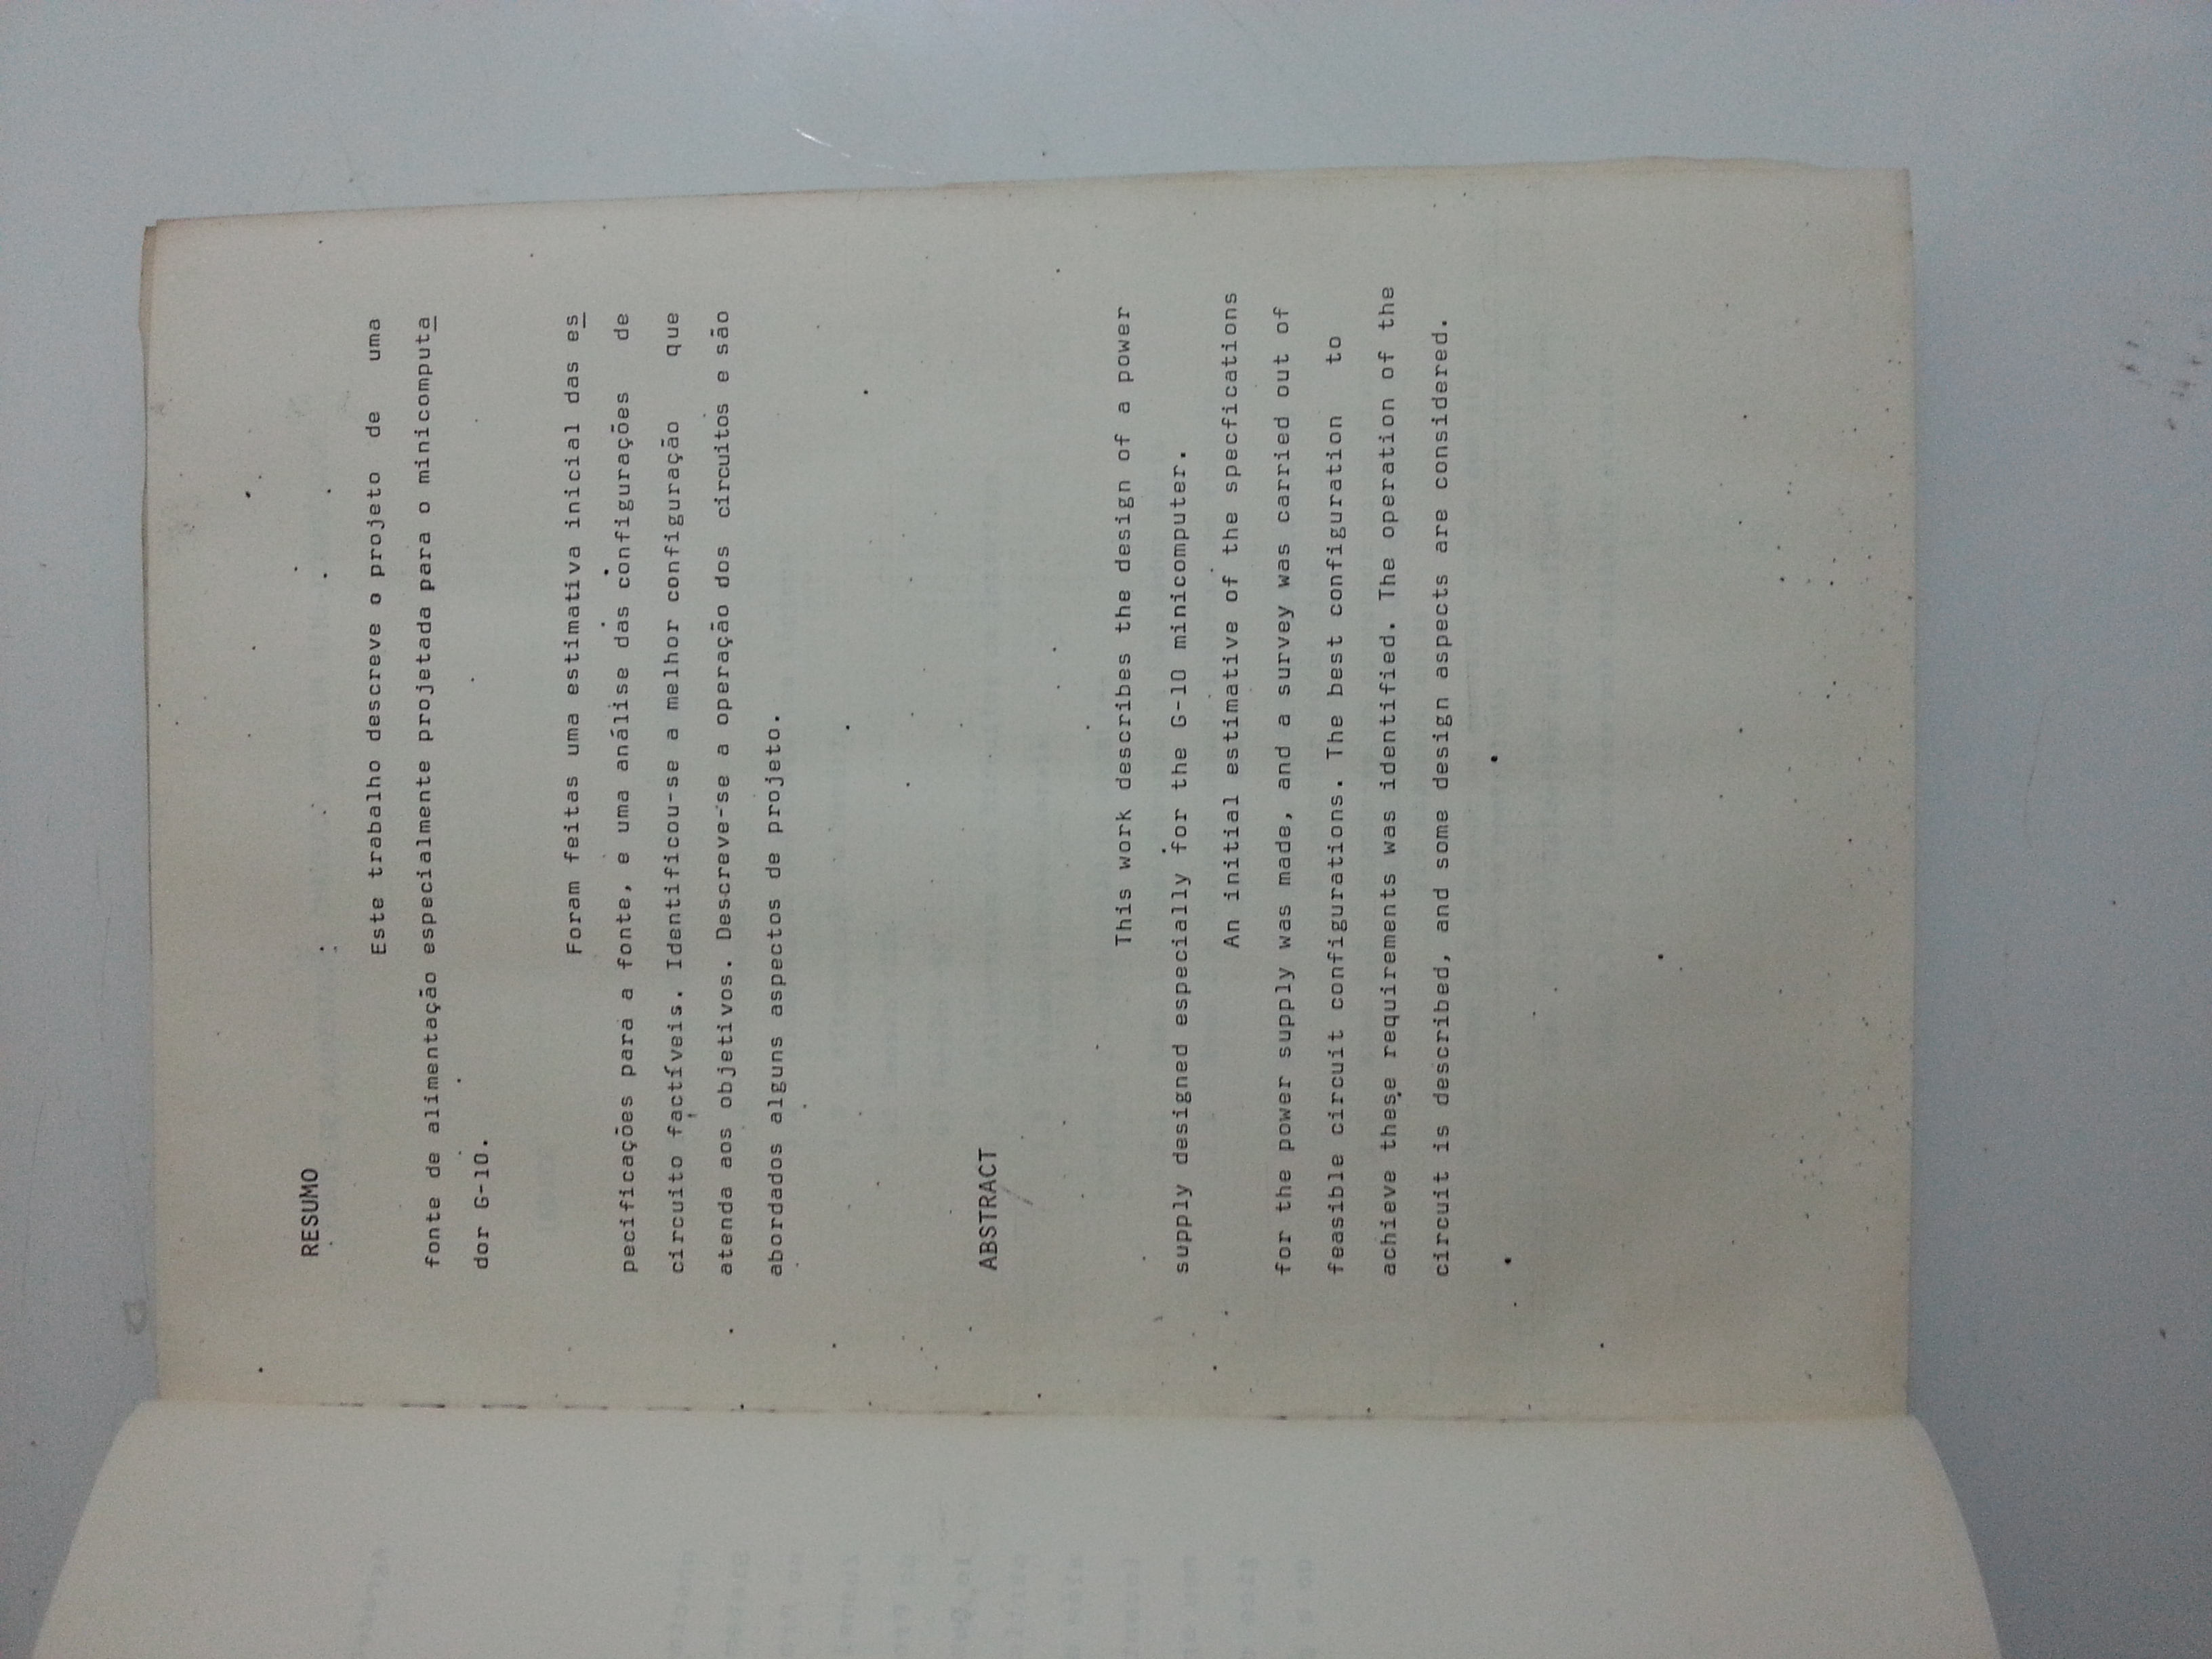 RESUMO
Este trabalho descreve o projeto de uma
fonte de alimentação especialmente projetada para o minicomputa
dor G-10.
Foram feitas uma estimativa inicial das es
pecificações para a fonte, e uma análise das configurações de
circuito factíveis. Identificou-se a melhor configuração que
atenda aos objetivos. Descreve-se a operação dos circuitos e são
abordados alguns aspectos de projeto.
ABSTRACT
This work describes the design of a power
supply designed especially for the G-10 minicomputer.
An initial estimative of the specfications
for the power supply was made, and a survey was carried out of
feasible circuit configurations. The best configuration to
achieve these requirements was identified. The operation of the
circuit is described, and some design aspects are considered.